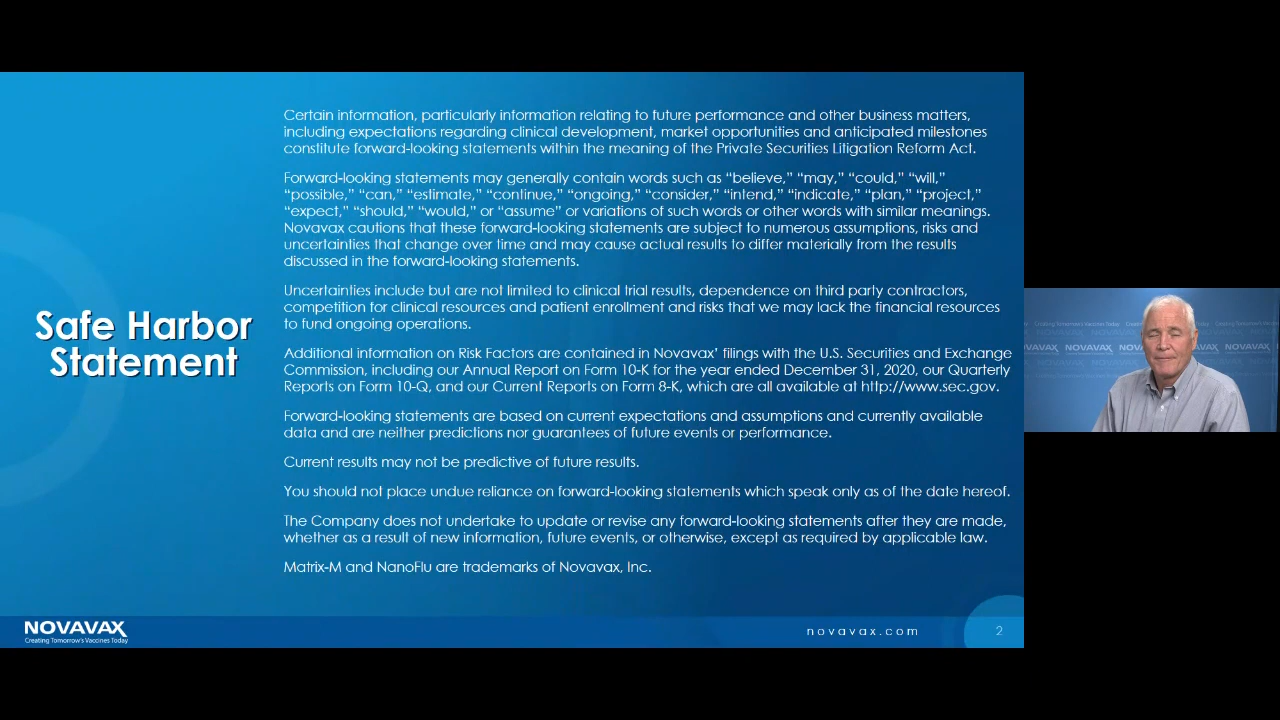 Certain information, particularly information relating to future performance and other business matters,
including expectations regarding clinical development, market opportunities and anticipated milestones
constitute forward-looking statements within the meaning of the Private Securities Litigation Reform Act.
Forward-looking statements may generally contain words such as “believe,” “may,” “could,” “will,”
“possible,” “can,” “estimate,” “continue,” “ongoing,” “consider,” “intend,” “indicate,” “plan,” “project,”
“expect,” “should,” “would,” or “assume” or variations of such words or other words with similar meanings.
Novavax cautions that these forward-looking statements are subject to numerous assumptions, risks and
uncertainties that change over time and may cause actual results to differ materially from the results
discussed in the forward-looking statements.
Uncertainties include but are not limited to clinical trial results, dependence on third party contractors,
competition for clinical resources and patient enrollment and risks that we may lack the financial resources
to fund ongoing operations.
Safe Harbor
Statement
Additional information on Risk Factors are contained in Novavax’ filings with the U.S. Securities and Exchange
Commission, including our Annual Report on Form 10-K for the year ended December 31, 2020, our Quarterly
Reports on Form 10-Q, and our Current Reports on Form 8-K, which are all available at http://www.sec.gov.
Forward-looking statements are based on current expectations and assumptions and currently available
data and are neither predictions nor guarantees of future events or performance.
Current results may not be predictive of future results.
You should not place undue reliance on forward-looking statements which speak only as of the date hereof.
The Company does not undertake to update or revise any forward-looking statements after they are made,
whether as a result of new information, future events, or otherwise, except as required by applicable law.
Matrix-M and NanoFlu are trademarks of Novavax, Inc.
NOVAVAX
Creating Tomorrow's Vaccines Today
novavax.com
2
Creating Tomorrow's Vaccines Today
NOVAVAX NOVAVAX